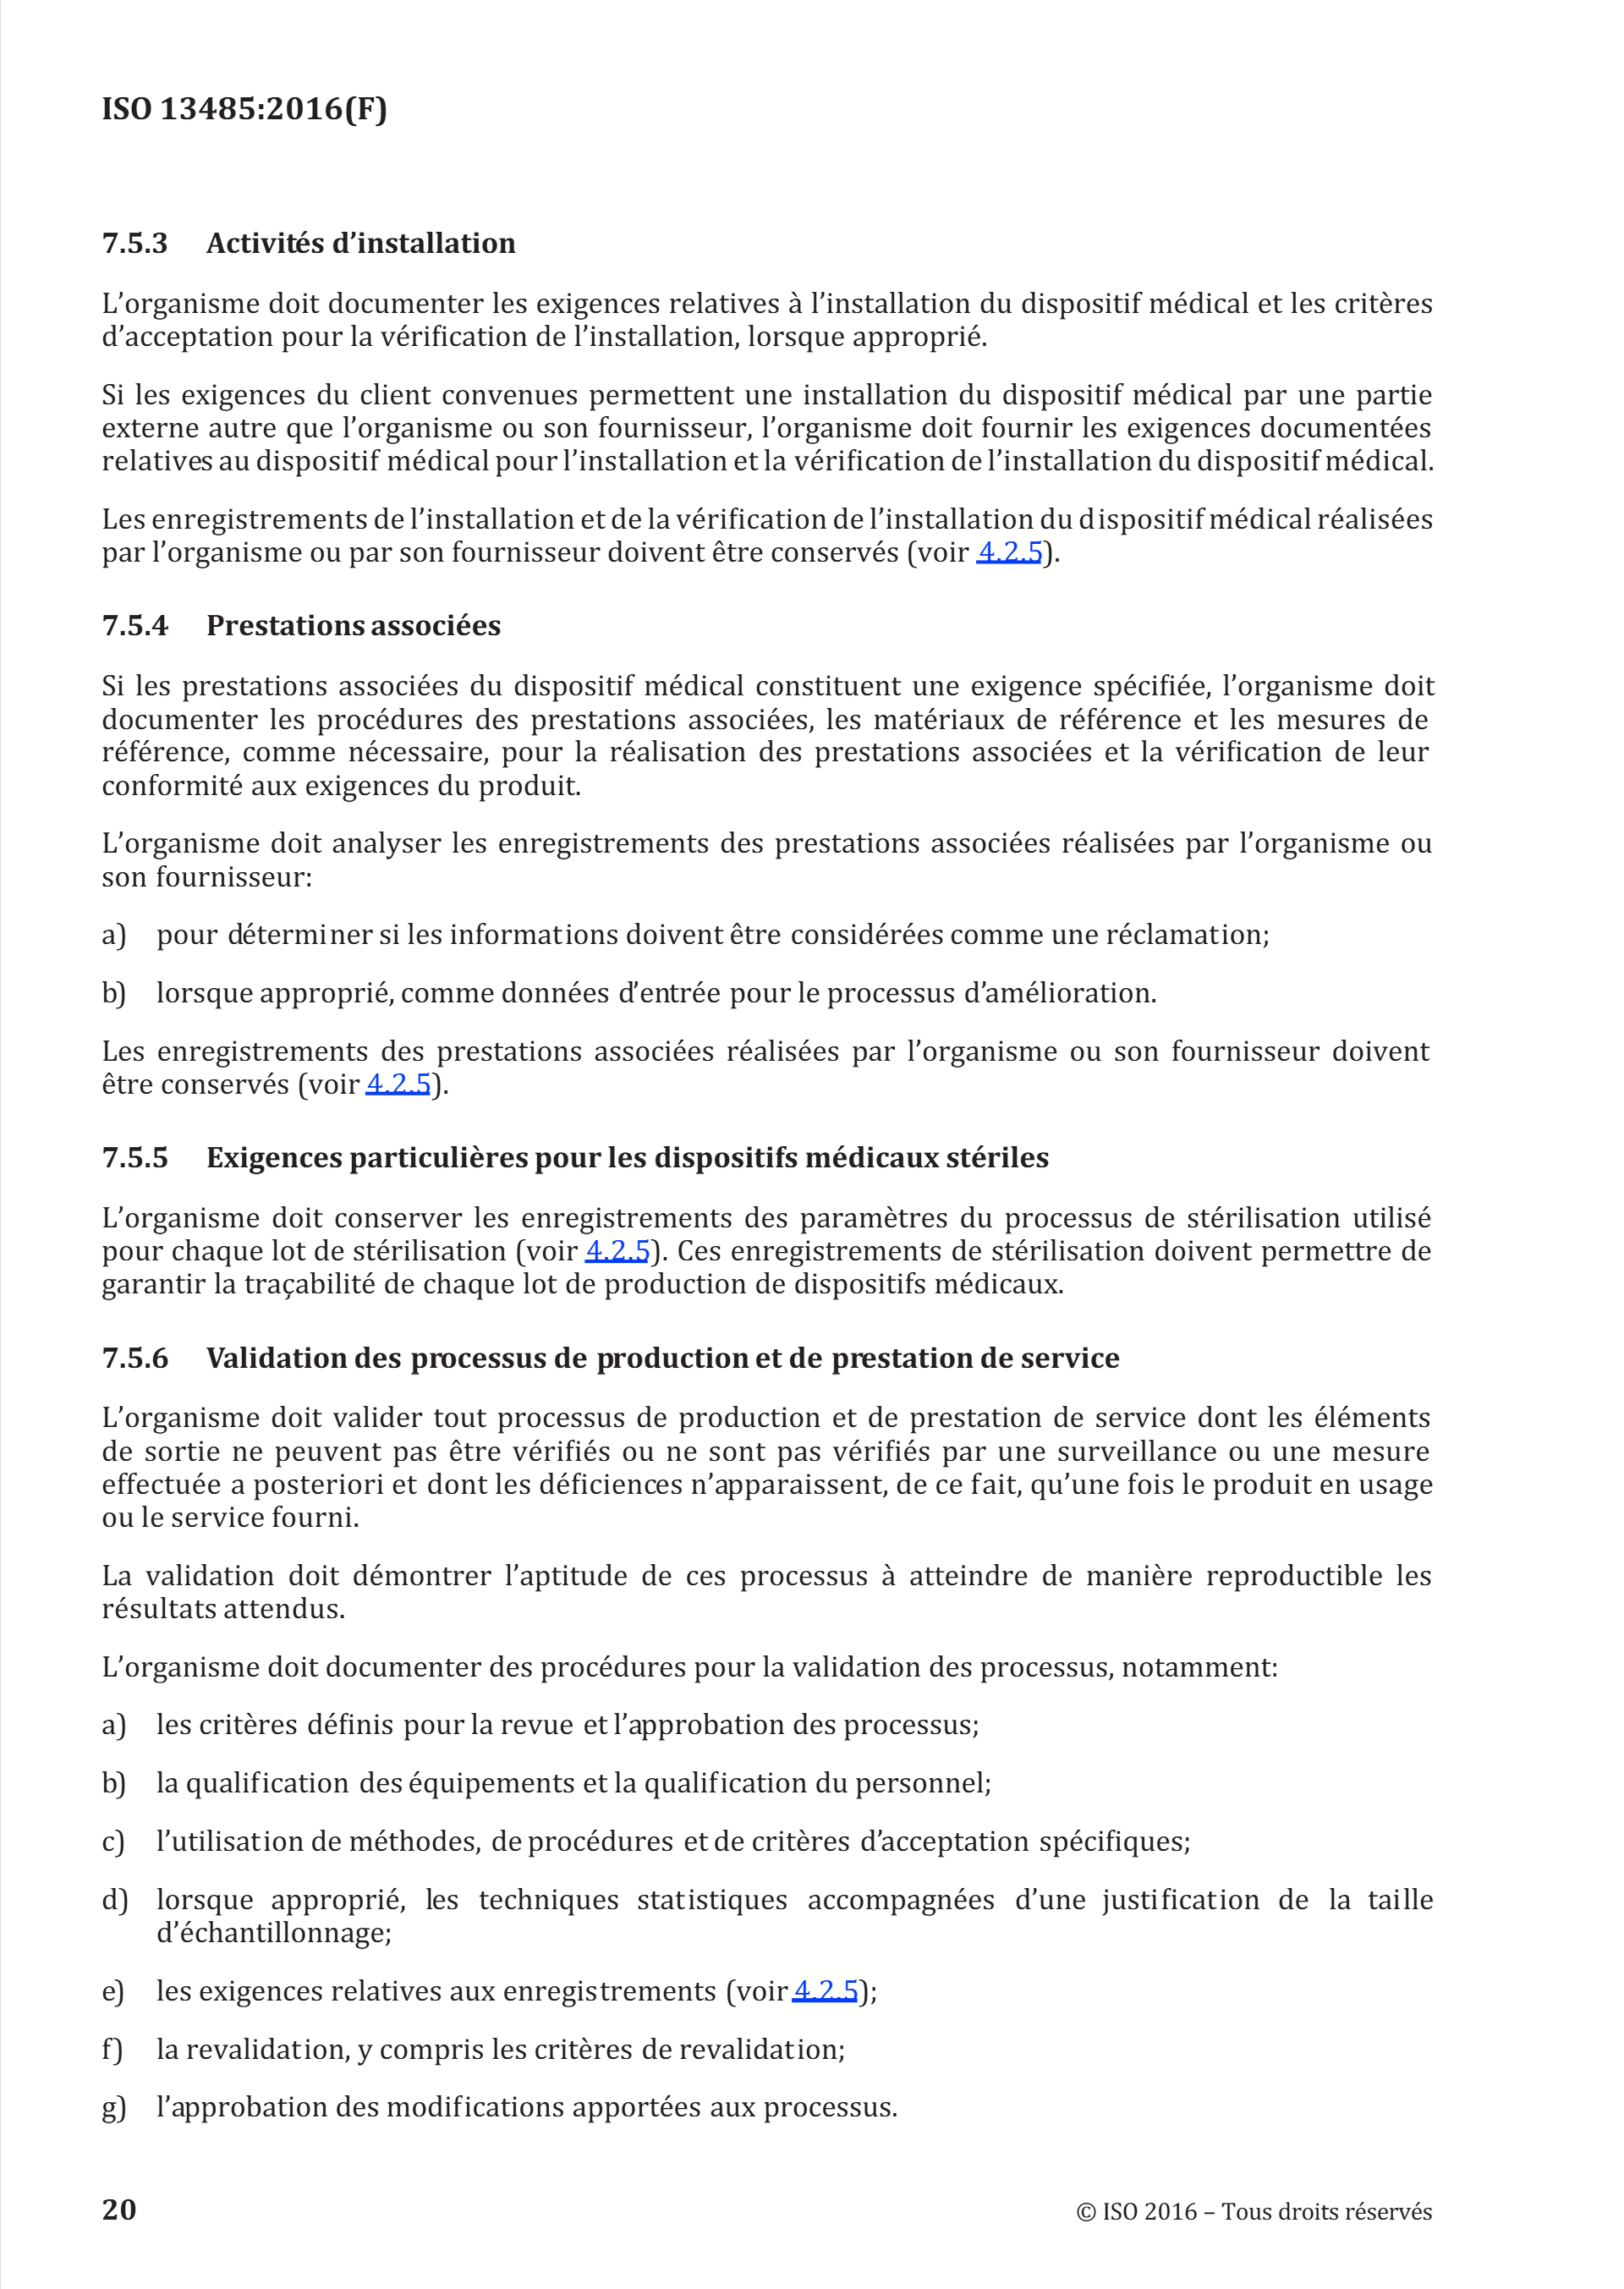 ISO 13485:2016(F)
7.5.3 Activités d’installation
L’organisme doit documenter les exigences relatives à l’installation du dispositif médical et les critères
d’acceptation pour la vérification de l’installation, lorsque approprié.
Si les exigences du client convenues permettent une installation du dispositif médical par une partie
externe autre que l’organisme ou son fournisseur, l’organisme doit fournir les exigences documentées
relatives au dispositif médical pour l’installation et la vérification de l’installation du dispositif médical.
Les enregistrements de l’installation et de la vérification de l’installation du dispositif médical réalisées
par l’organisme ou par son fournisseur doivent être conservés (voir 4.2.5).
7.5.4 Prestations associées
Si les prestations associées du dispositif médical constituent une exigence spécifiée, l’organisme doit
documenter les procédures des prestations associées, les matériaux de référence et les mesures de
référence, comme nécessaire, pour la réalisation des prestations associées et la vérification de leur
conformité aux exigences du produit.
L’organisme doit analyser les enregistrements des prestations associées réalisées par l’organisme ou
son fournisseur:
a) pour déterminer si les informations doivent être considérées comme une réclamation;
b) lorsque approprié, comme données d’entrée pour le processus d’amélioration.
Les enregistrements des prestations associées réalisées par l’organisme ou son fournisseur doivent
être conservés (voir 4.2.5).
7.5.5 Exigences particulières pour les dispositifs médicaux stériles
L’organisme doit conserver les enregistrements des paramètres du processus de stérilisation utilisé
pour chaque lot de stérilisation (voir 4.2.5). Ces enregistrements de stérilisation doivent permettre de
garantir la traçabilité de chaque lot de production de dispositifs médicaux.
7.5.6 Validation des processus de production et de prestation de service
L’organisme doit valider tout processus de production et de prestation de service dont les éléments
de sortie ne peuvent pas être vérifiés ou ne sont pas vérifiés par une surveillance ou une mesure
effectuée a posteriori et dont les déficiences n’apparaissent, de ce fait, qu’une fois le produit en usage
ou le service fourni.
La validation doit démontrer l’aptitude de ces processus à atteindre de manière reproductible les
résultats attendus.
L’organisme doit documenter des procédures pour la validation des processus, notamment:
a) les critères définis pour la revue et l’approbation des processus;
b) la qualification des équipements et la qualification du personnel;
c) l’utilisation de méthodes, de procédures et de critères d’acceptation spécifiques;
d) lorsque approprié, les techniques statistiques accompagnées d’une justification de la taille
d’échantillonnage;
e) les exigences relatives aux enregistrements (voir 4.2.5);
f) la revalidation, y compris les critères de revalidation;
g) l’approbation des modifications apportées aux processus.
20
© ISO 2016 – Tous droits réservés